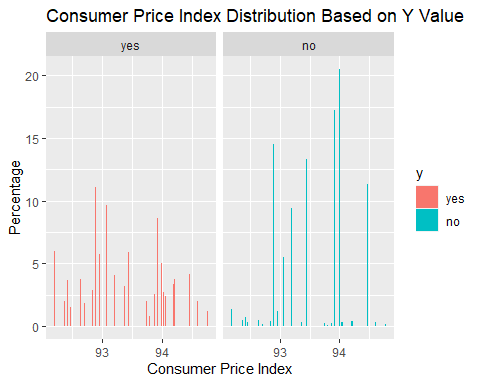 Consumer Price Index Distribution Based on Y Value
yes no
20
15
10
5
0
Percentage
93 94 93 94
Consumer Price Index
y
yes
no